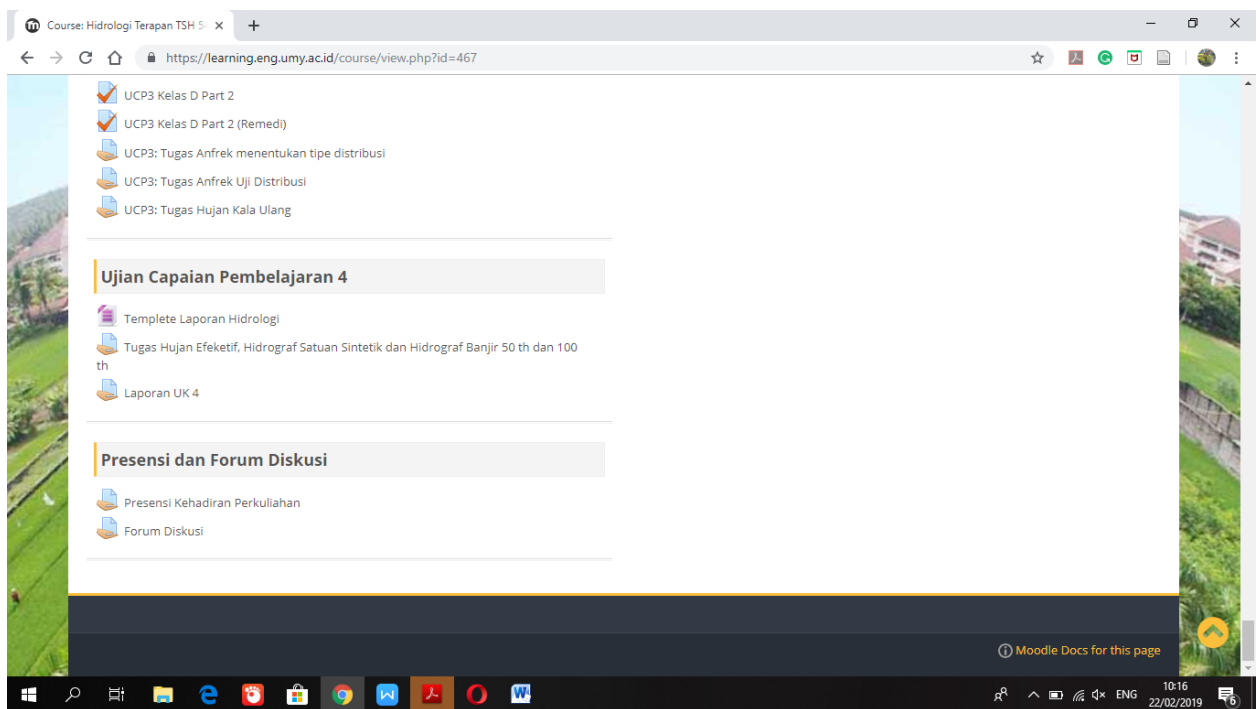 Course: Hidrologi Terapan TSH 5
https://learning.eng.umy.ac.id/course/view.php?id=467
UCP3 Kelas D Part 2
UCP3 Kelas D Part 2 (Remedi)
UCP3: Tugas Anfrek menentukan tipe distribusi
UCP3: Tugas Anfrek Uji Distribusi
UCP3: Tugas Hujan Kala Ulang
Ujian Capaian Pembelajaran 4
Templete Laporan Hidrologi
Tugas Hujan Efeketif, Hidrograf Satuan Sintetik dan Hidrograf Banjir 50 th dan 100
th
Laporan UK 4
Presensi dan Forum Diskusi
Presensi Kehadiran Perkuliahan
Forum Diskusi
Moodle Docs for this page
ENG
10:16
22/02/2019
6